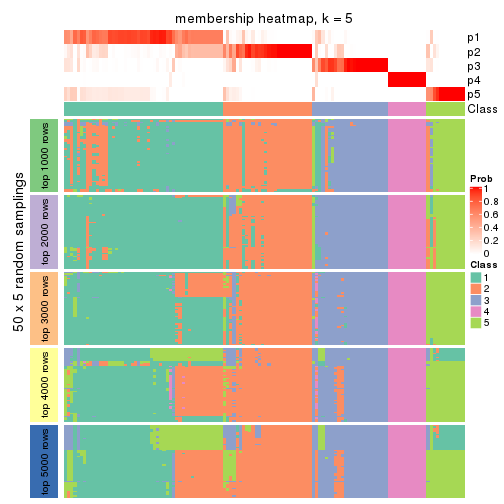 membership heatmap, k = 5
p1
p2
p3
p4
p5
Class
50 x 5 random samplings
top 1000 rows
top 2000 rows
top 3000 rows
top 4000 rows
top 5000 rows
Prob
1
0.8
0.6
0.4
0.2
0
Class
1
2
3
4
5